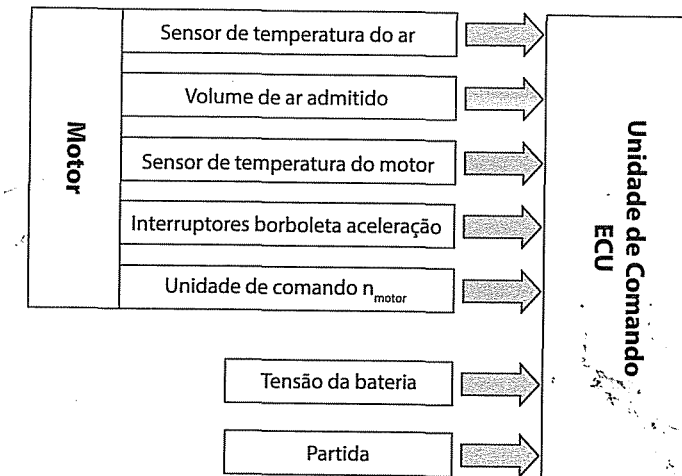 Motor
Sensor de temperatura do ar
Volume de ar admitido
Sensor de temperatura do motor
Interruptores borboleta aceleração
Unidade de comando n motor
Tensão da bateria
Partida
Unidade de Comando
ECU